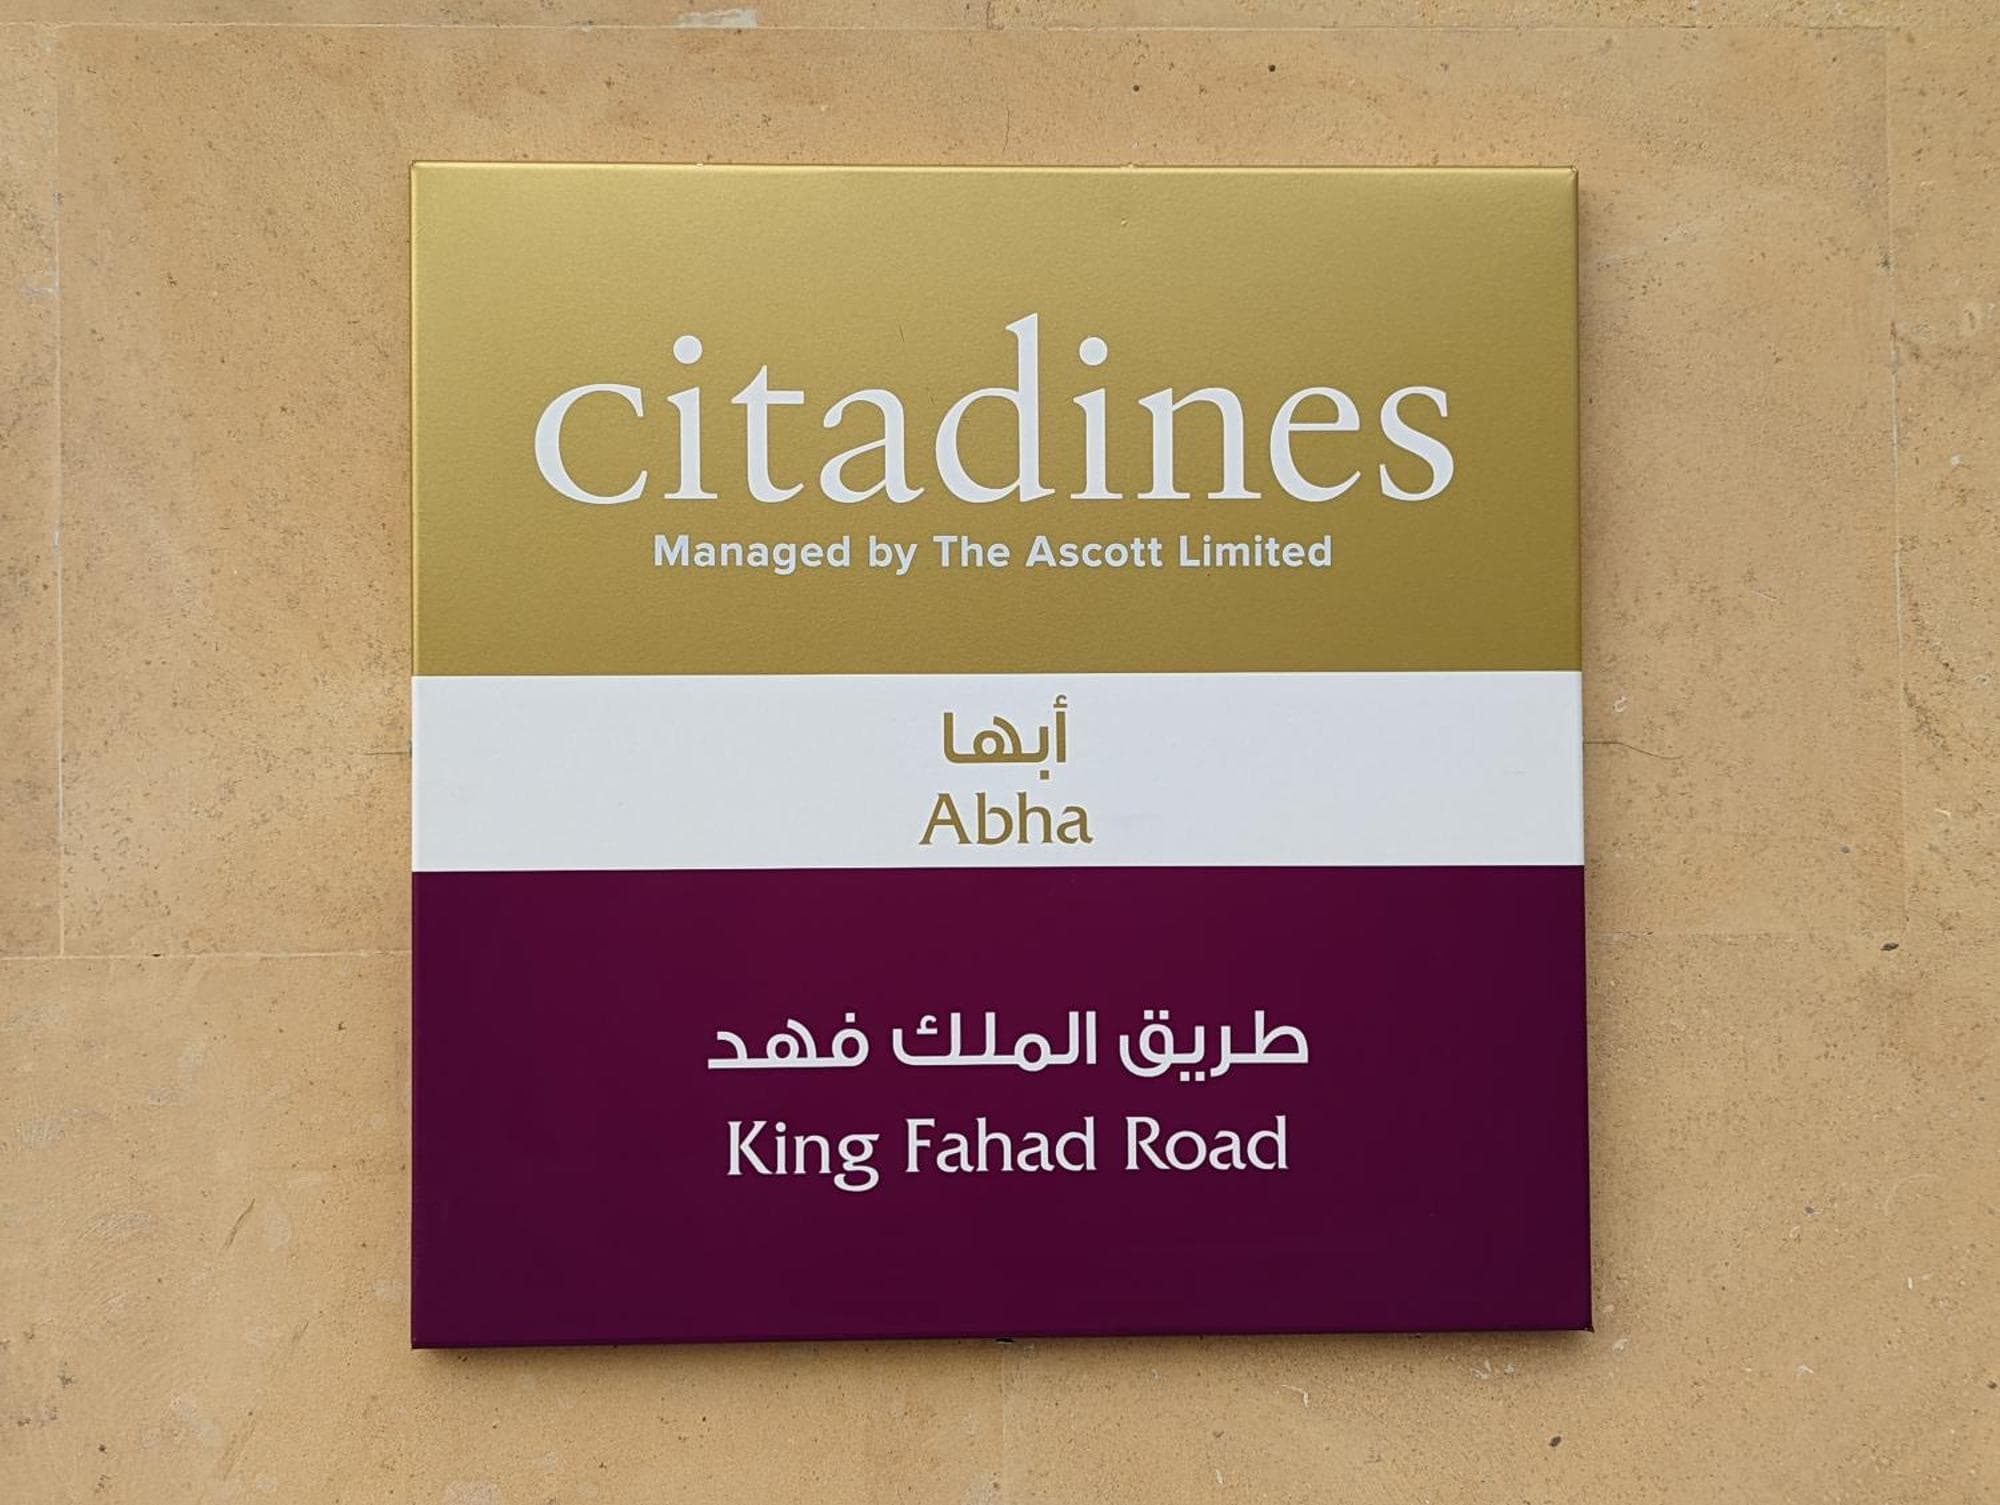 citadines
Managed by The Ascott Limited
أبها
Abha
طريق الملك فهد
King Fahad Road